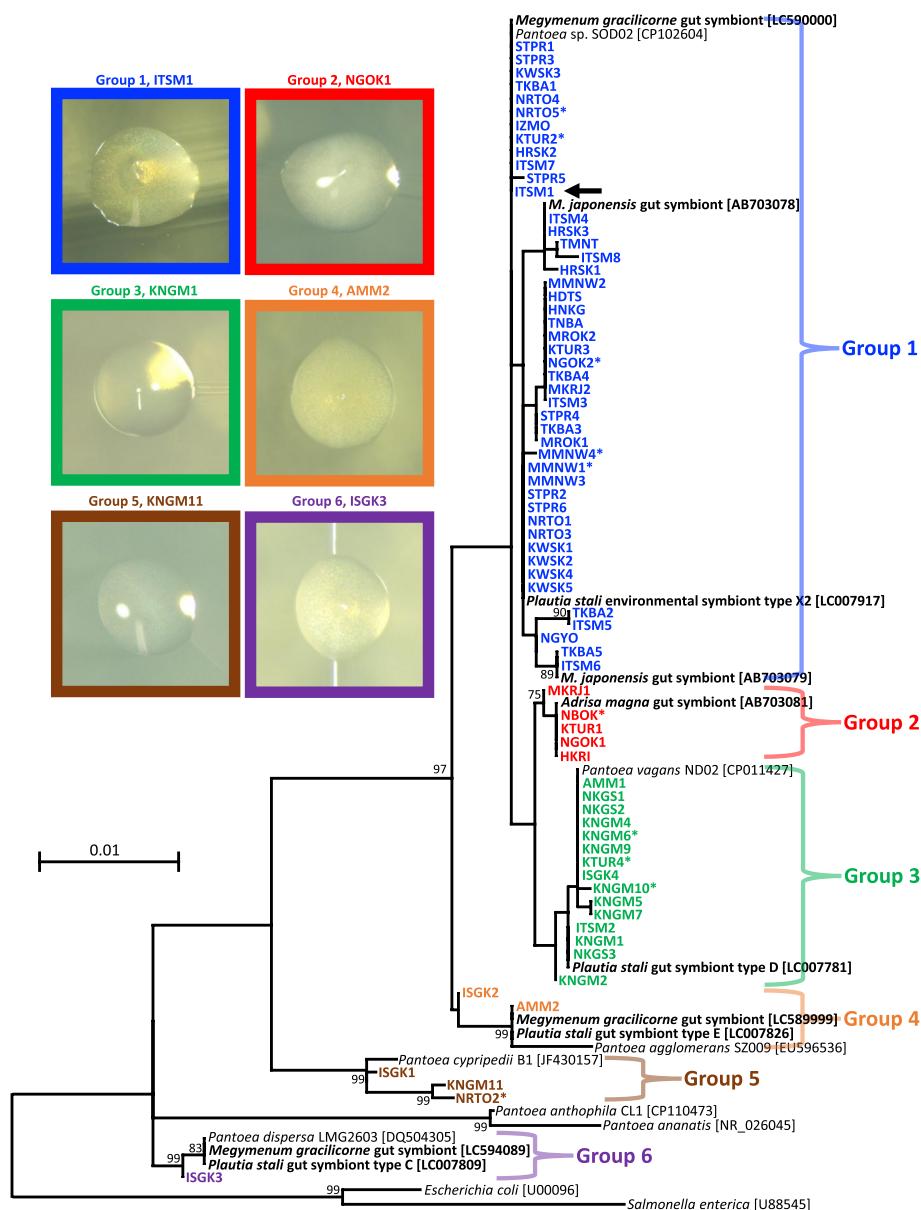 Group 1, ITSM1
Group 2, NGOK1
Group 3, KNGM1
Group 4, AMM2
Group 5, KNGM11
Group 6, ISGK3
Megymenum gracilicorne gut symbiont [LC590000]
Pantoea sp. SOD02 [CP102604]
STPR1
STPR3
KWSK3
TKBA1
NRTO4
NRTO5*
IZMO
KTUR2*
HRSK2
ITSM7
STPR5
ITSM1
M. japonensis gut symbiont [AB703078]
ITSM4
HRSK3
TMNT
ITSM8
HRSK1
MMNW2
HDTS
HNKG
TNBA
MROK2
KTUR3
NGOK2*
TKBA4
MKRJ2
ITSM3
STPR4
TKBA3
MROK1
MMNW4*
MMNW1*
MMNW3
STPR2
STPR6
NRTO1
NRTO3
KWSK1
KWSK2
KWSK4
KWSK5
Plautia stali environmental symbiont type X2 [LC007917]
90
TKBA2
ITSM5
NGYO
TKBA5
ITSM6
89
M. japonensis gut symbiont [AB703079]
Group 1
MKRJ1
75
Adrisa magna gut symbiont [AB703081]
NBOK*
KTUR1
NGOK1
HKRI
Group 2
97
Pantoea vagans ND02 [CP011427]
AMM1
NKGS1
NKGS2
KNGM4
KNGM6*
KNGM9
KTUR4*
ISGK4
KNGM10*
KNGM5
KNGM7
ITSM2
KNGM1
NKGS3
Plautia stali gut symbiont type D [LC007781]
KNGM2
Group 3
0.01
ISGK2
AMM2
Megymenum gracilicorne gut symbiont [LC589999]
99
Plautia stali gut symbiont type E [LC007826]
Pantoea agglomerans SZ009 [EU596536]
Group 4
Pantoea cypripedii B1 [JF430157]
99
ISGK1
KNGM11
99
NRTO2*
Group 5
Pantoea anthophila CL1 [CP110473]
99
Pantoea ananatis [NR_026045]
Pantoea dispersa LMG2603 [DQ504305]
83
Megymenum gracilicorne gut symbiont [LC594089]
99
Plautia stali gut symbiont type C [LC007809]
ISGK3
Group 6
99
Escherichia coli [U00096]
Salmonella enterica [U88545]